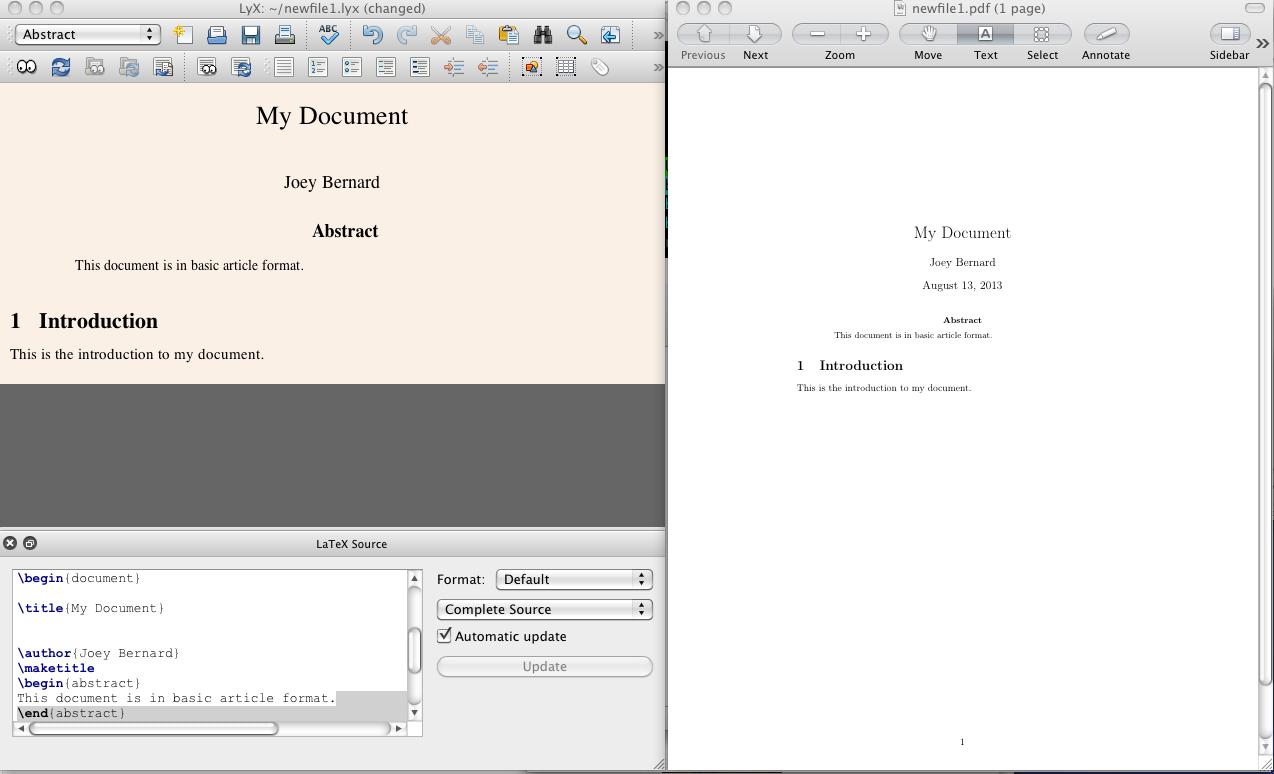 LyX: ~/newfile1.lyx (changed)
Abstract
ABC
My Document
Joey Bernard
Abstract
This document is in basic article format.
1 Introduction
This is the introduction to my document.
LaTeX Source
\begin{document}
\title{My Document}
\author{Joey Bernard}
\maketitle
\begin{abstract}
This document is in basic article format.
\end{abstract}
Format: Default
Complete Source
Automatic update
Update
newfile1.pdf (1 page)
Previous Next Zoom Move Text Select Annotate Sidebar
My Document
Joey Bernard
August 13, 2013
Abstract
This document is in basic article format.
1 Introduction
This is the introduction to my document.
1